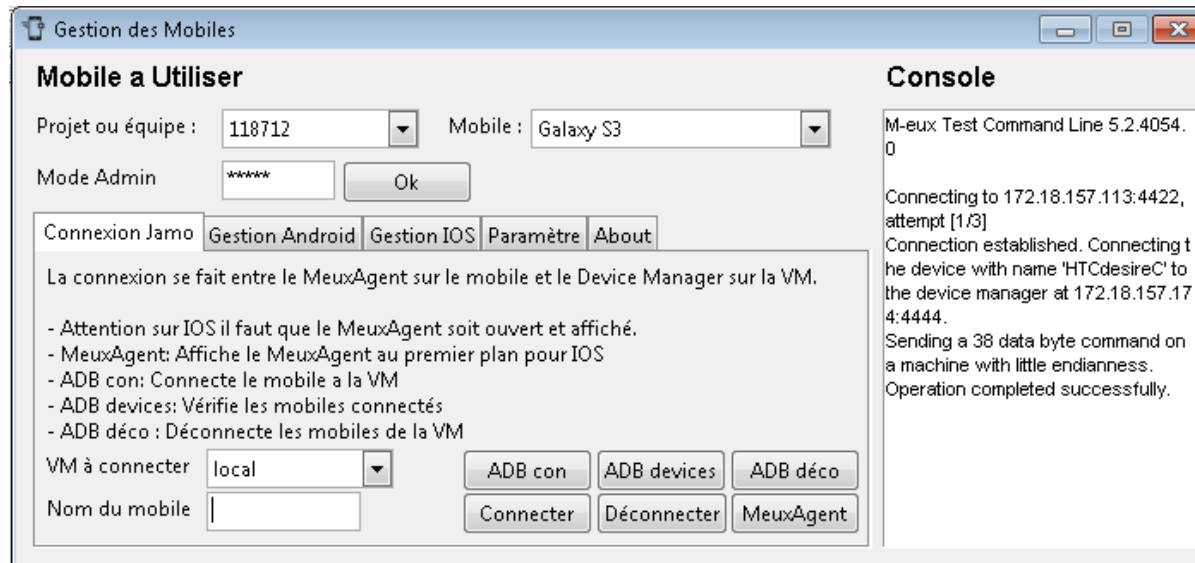 Gestion des Mobiles
Mobile a Utiliser
Projet ou équipe :
118712
Mobile :
Galaxy S3
Mode Admin
*****
Ok
Connexion Jamo
Gestion Android
Gestion IOS
Paramètre
About
La connexion se fait entre le MeuxAgent sur le mobile et le Device Manager sur la VM.
- Attention sur IOS il faut que le MeuxAgent soit ouvert et affiché.
- MeuxAgent: Affiche le MeuxAgent au premier plan pour IOS
- ADB con: Connecte le mobile a la VM
- ADB devices: Vérifie les mobiles connectés
- ADB déco : Déconnecte les mobiles de la VM
VM à connecter
local
ADB con
ADB devices
ADB déco
Nom du mobile
Connecter
Déconnecter
MeuxAgent
Console
M-eux Test Command Line 5.2.4054.
0
Connecting to 172.18.157.113:4422,
attempt [1/3]
Connection established. Connecting t
he device with name 'HTCdesireC' to
the device manager at 172.18.157.17
4:4444.
Sending a 38 data byte command on
a machine with little endianness.
Operation completed successfully.